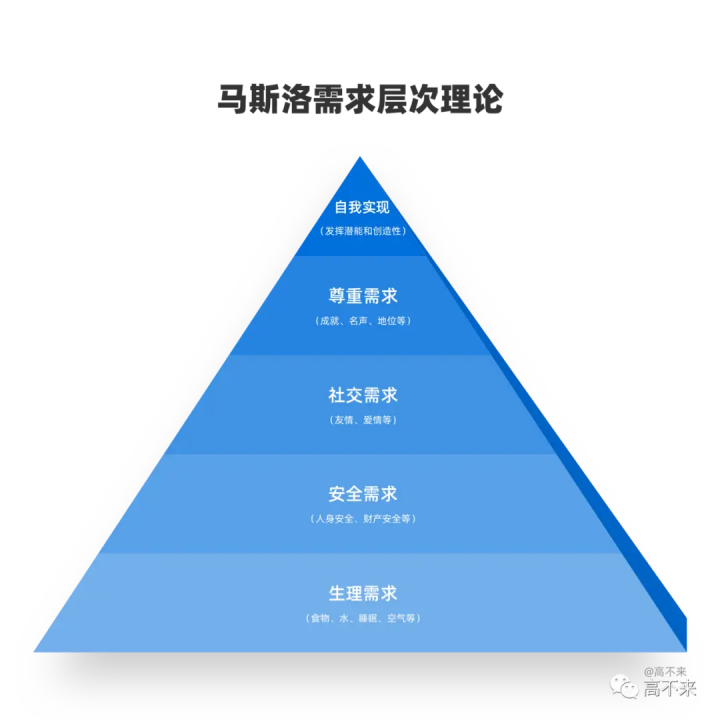 马斯洛需求层次理论
自我实现
（发挥潜能和创造性）
尊重需求
（成就、名声、地位等）
社交需求
（友情、爱情等）
安全需求
（人身安全、财产安全等）
生理需求
（食物、水、睡眠、空气等）
@高不来
高不来